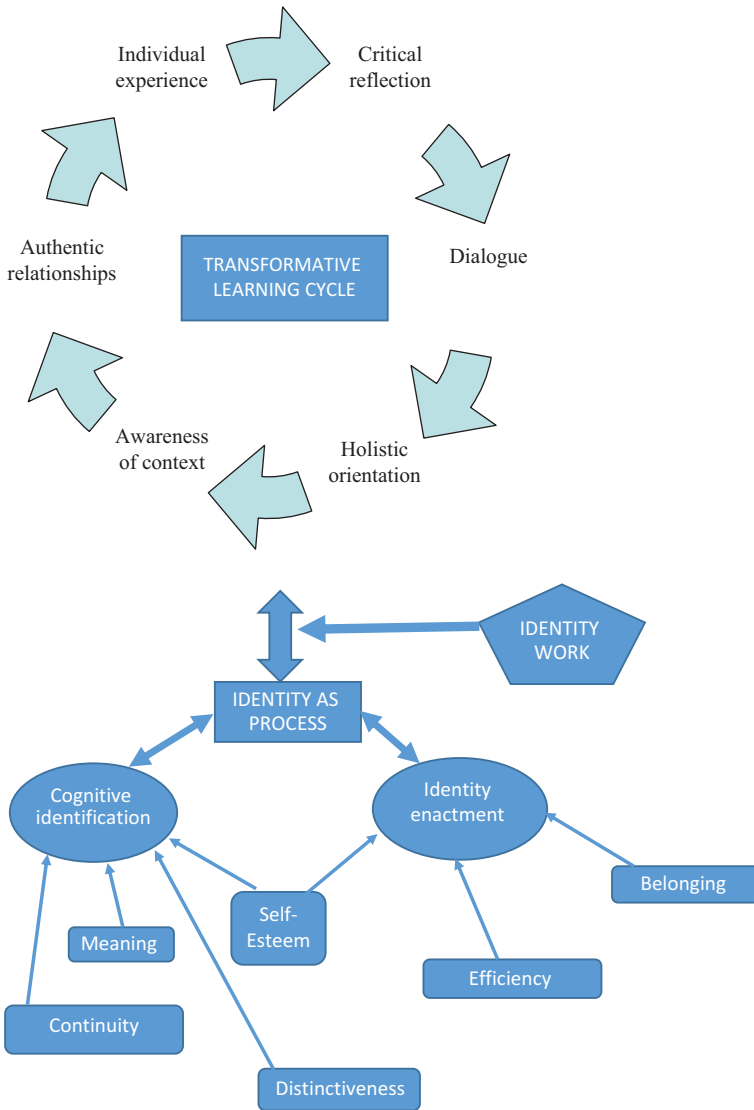 Individual
experience
Critical
reflection
Authentic
relationships
TRANSFORMATIVE
LEARNING CYCLE
Dialogue
Awareness
of context
Holistic
orientation
IDENTITY
WORK
IDENTITY AS
PROCESS
Cognitive
identification
Identity
enactment
Belonging
Self-
Esteem
Meaning
Efficiency
Continuity
Distinctiveness